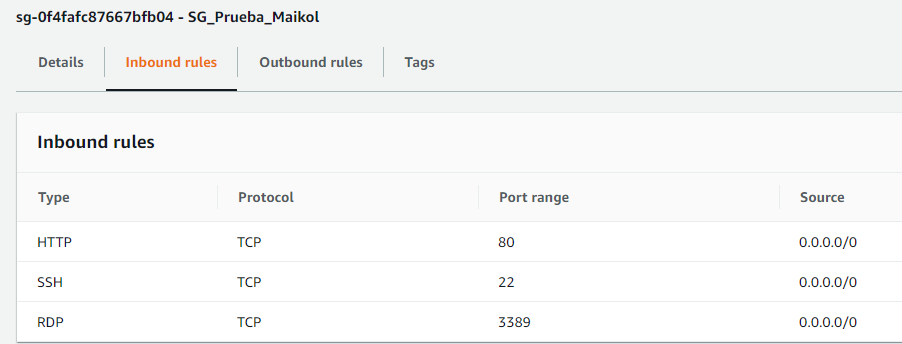 sg-0f4fafc87667bfb04 - SG_Prueba_Maikol
Details Inbound rules Outbound rules Tags
Inbound rules
Type Protocol Port range Source
HTTP TCP 80 0.0.0.0/0
SSH TCP 22 0.0.0.0/0
RDP TCP 3389 0.0.0.0/0